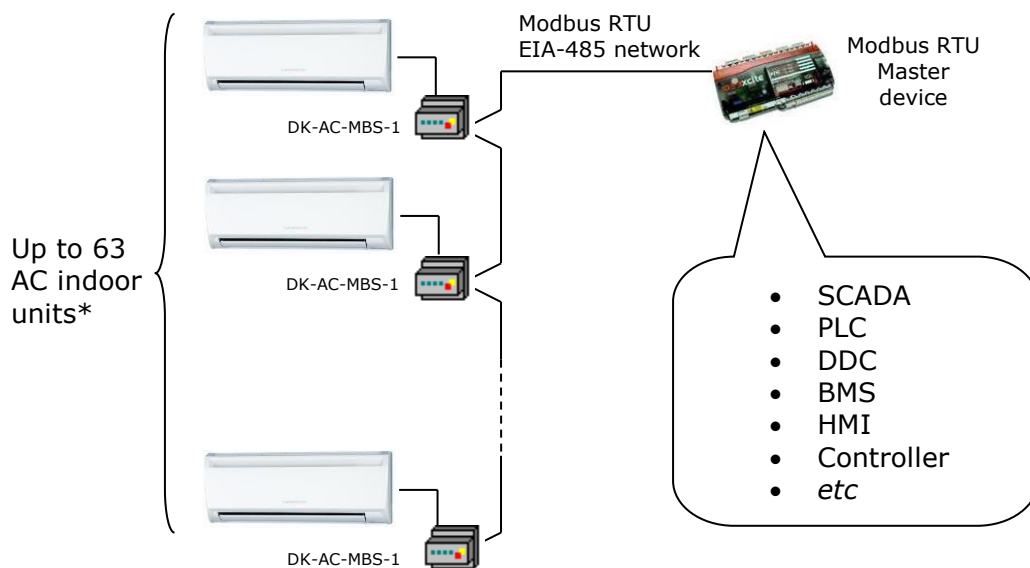 Modbus RTU
EIA-485 network
Modbus RTU
Master
device
DK-AC-MBS-1
Up to 63
AC indoor
units*
DK-AC-MBS-1
• SCADA
• PLC
• DDC
• BMS
• HMI
• Controller
• etc
DK-AC-MBS-1